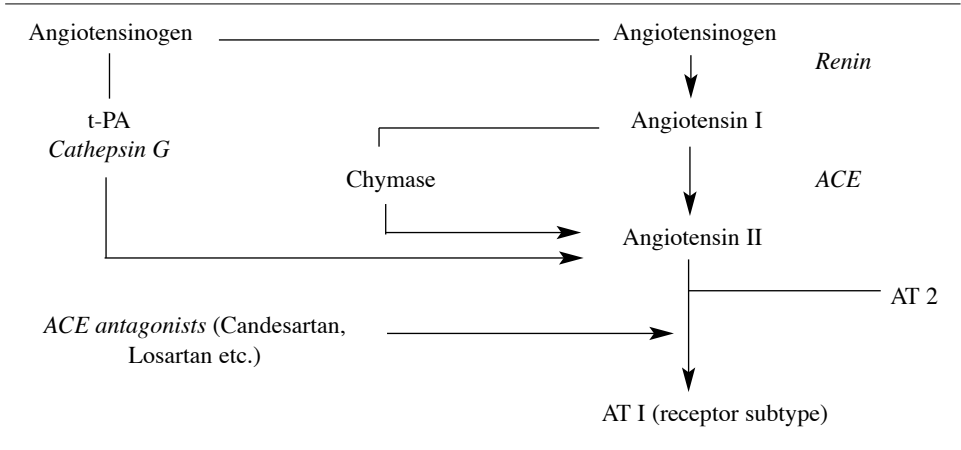 Angiotensinogen
Angiotensinogen
Renin
t-PA
Cathepsin G
Angiotensin I
Chymase
ACE
Angiotensin II
AT 2
ACE antagonists (Candesartan,
Losartan etc.)
AT I (receptor subtype)